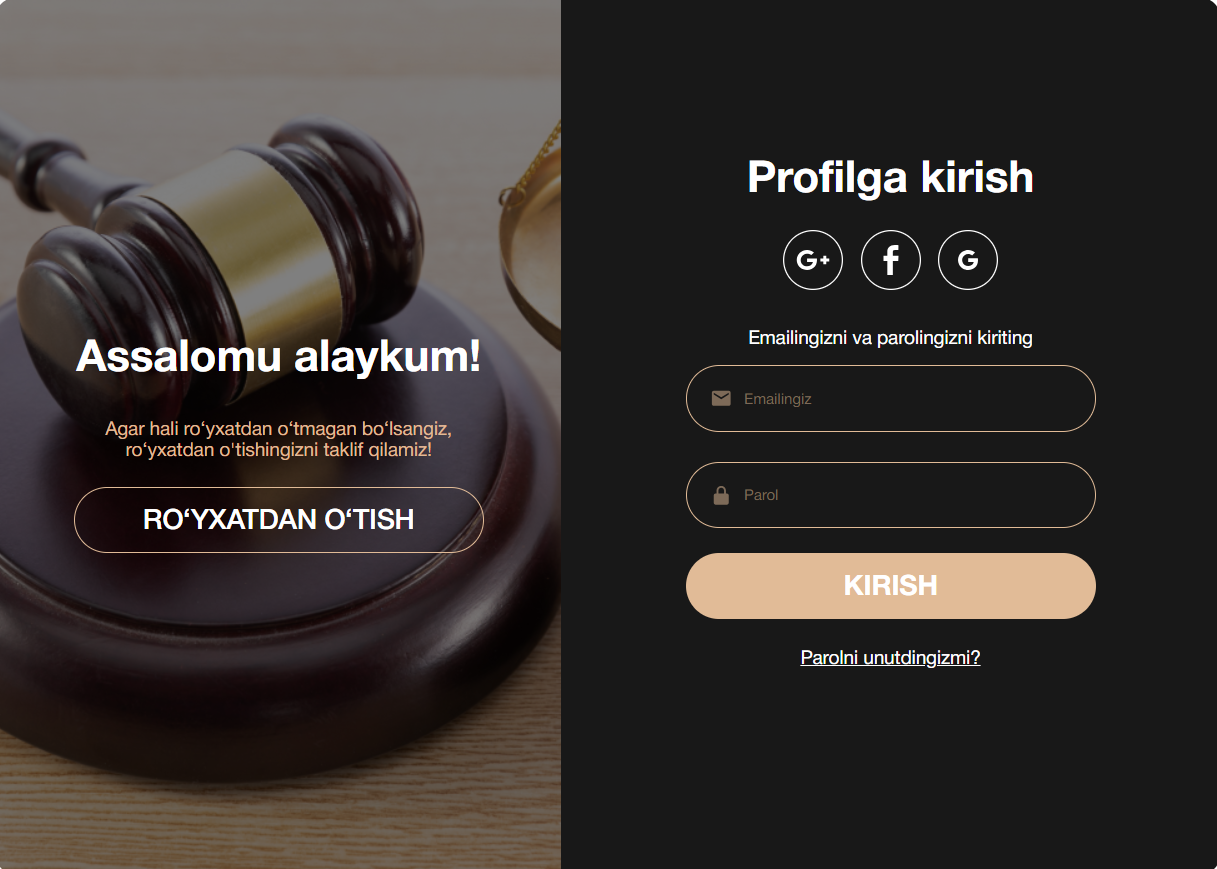 Assalomu alaykum!
Agar hali ro‘yxatdan o‘tmagan bo‘lsangiz,
ro‘yxatdan o'tishingizni taklif qilamiz!
RO‘YXATDAN O‘TISH
Profilga kirish
G+ f G
Emailingizni va parolingizni kiriting
Emailingiz
Parol
KIRISH
Parolni unutdingizmi?